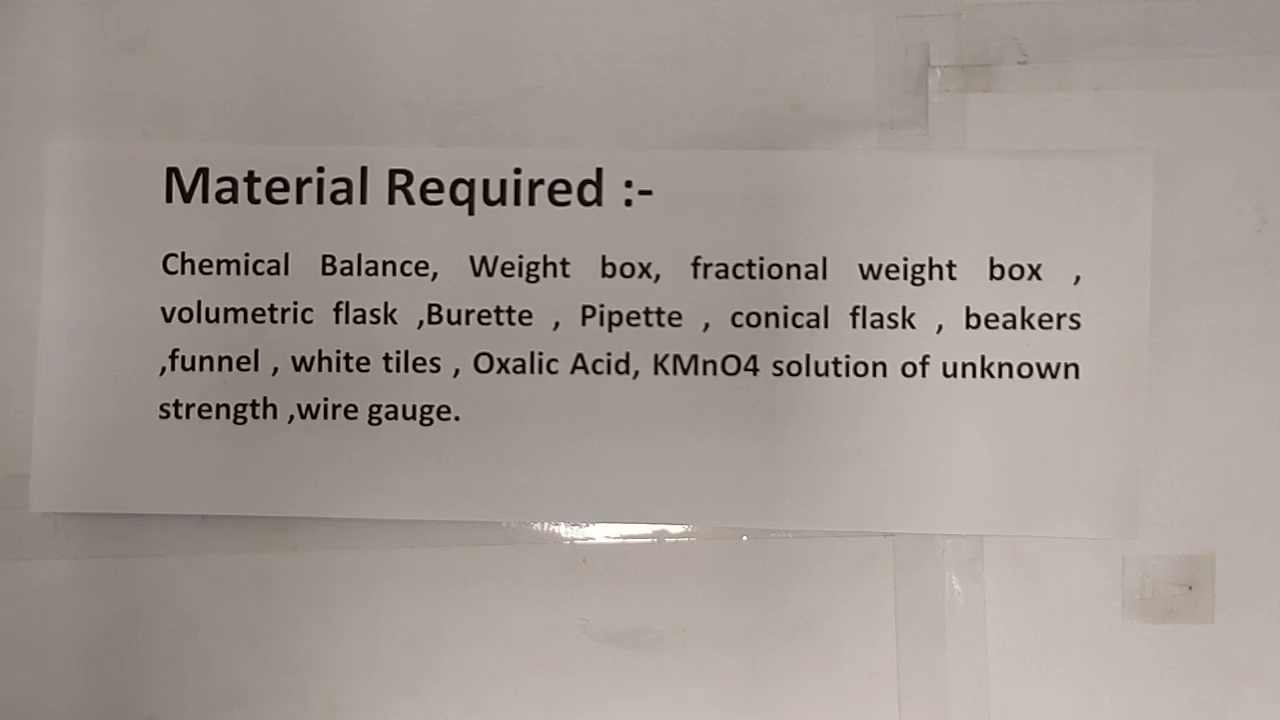 Material Required :-
Chemical Balance, Weight box, fractional weight box ,
volumetric flask ,Burette , Pipette , conical flask , beakers
,funnel , white tiles , Oxalic Acid, KMnO4 solution of unknown
strength ,wire gauge.